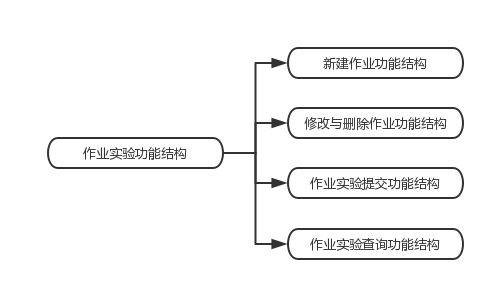 新建作业功能结构
修改与删除作业功能结构
作业实验功能结构
作业实验提交功能结构
作业实验查询功能结构